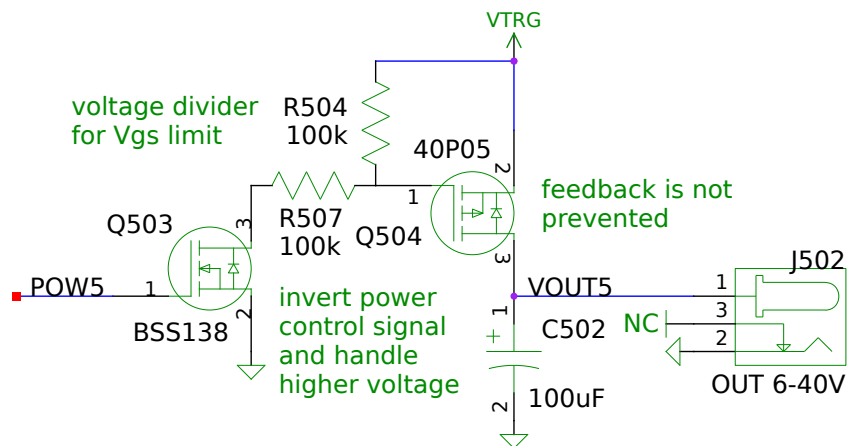 VTRG
voltage divider
for Vgs limit
R504
100k
40P05
2
1
Q504
3
feedback is not
prevented
R507
100k
Q503
3
POW5
1
2
BSS138
invert power
control signal
and handle
higher voltage
VOUT5
1
+
C502
100uF
2
J502
1
3
NC
2
OUT 6-40V